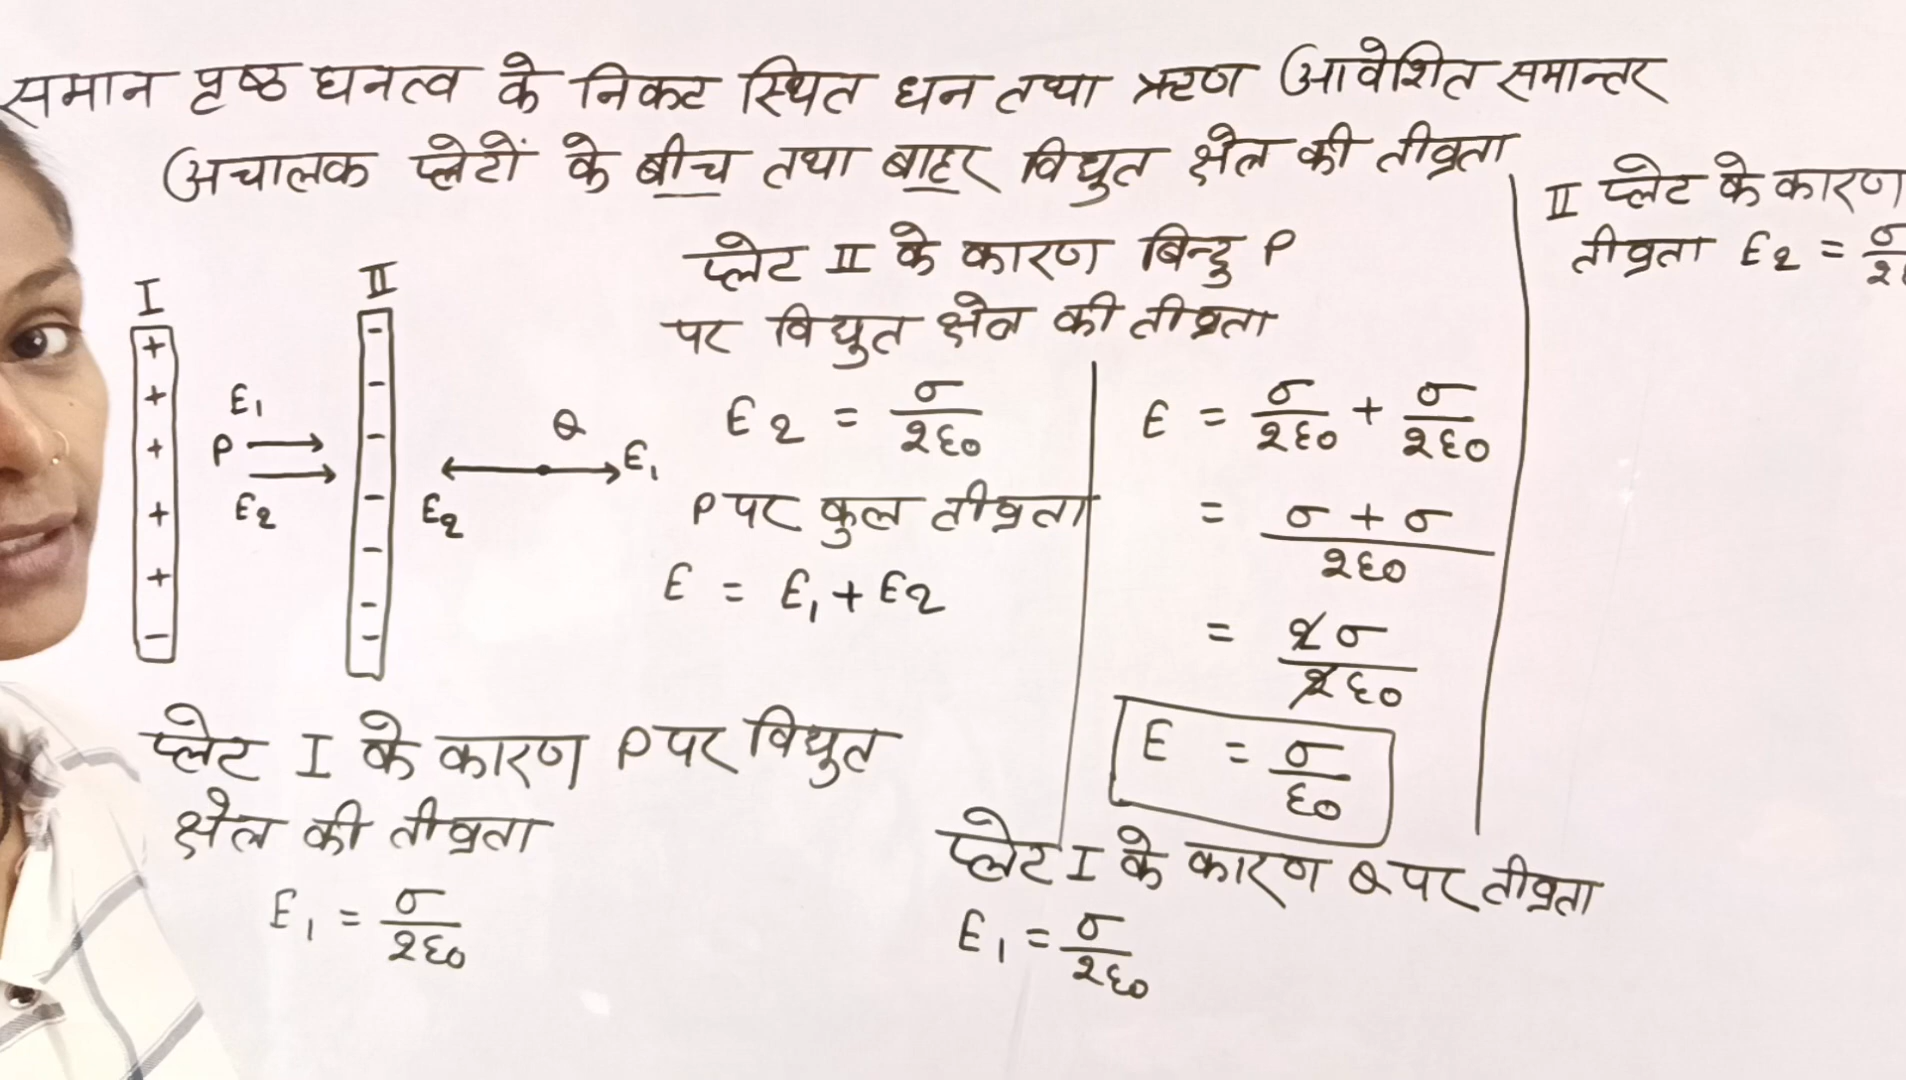 समान पृष्ठ घनत्व के निकट स्थित धन तथा ऋण आवेशित समान्तर
अचालक प्लेटों के बीच तथा बाहर विद्युत क्षेत्र की तीव्रता
I
II
+
+
+
+
+
-
-
-
-
-
-
-
-
E₁
P
E₂
Q
E₁
E₂
प्लेट I के कारण P पर विद्युत
क्षेत्र की तीव्रता
E₁ = σ/2ε₀
प्लेट II के कारण बिन्दु P
पर विद्युत क्षेत्र की तीव्रता
E₂ = σ/2ε₀
P पर कुल तीव्रता
E = E₁ + E₂
E = σ/2ε₀ + σ/2ε₀
= σ + σ/2ε₀
= 2σ/2ε₀
E = σ/ε₀
प्लेट I के कारण Q पर तीव्रता
E₁ = σ/2ε₀
II प्लेट के कारण
तीव्रता E₂ = σ/2